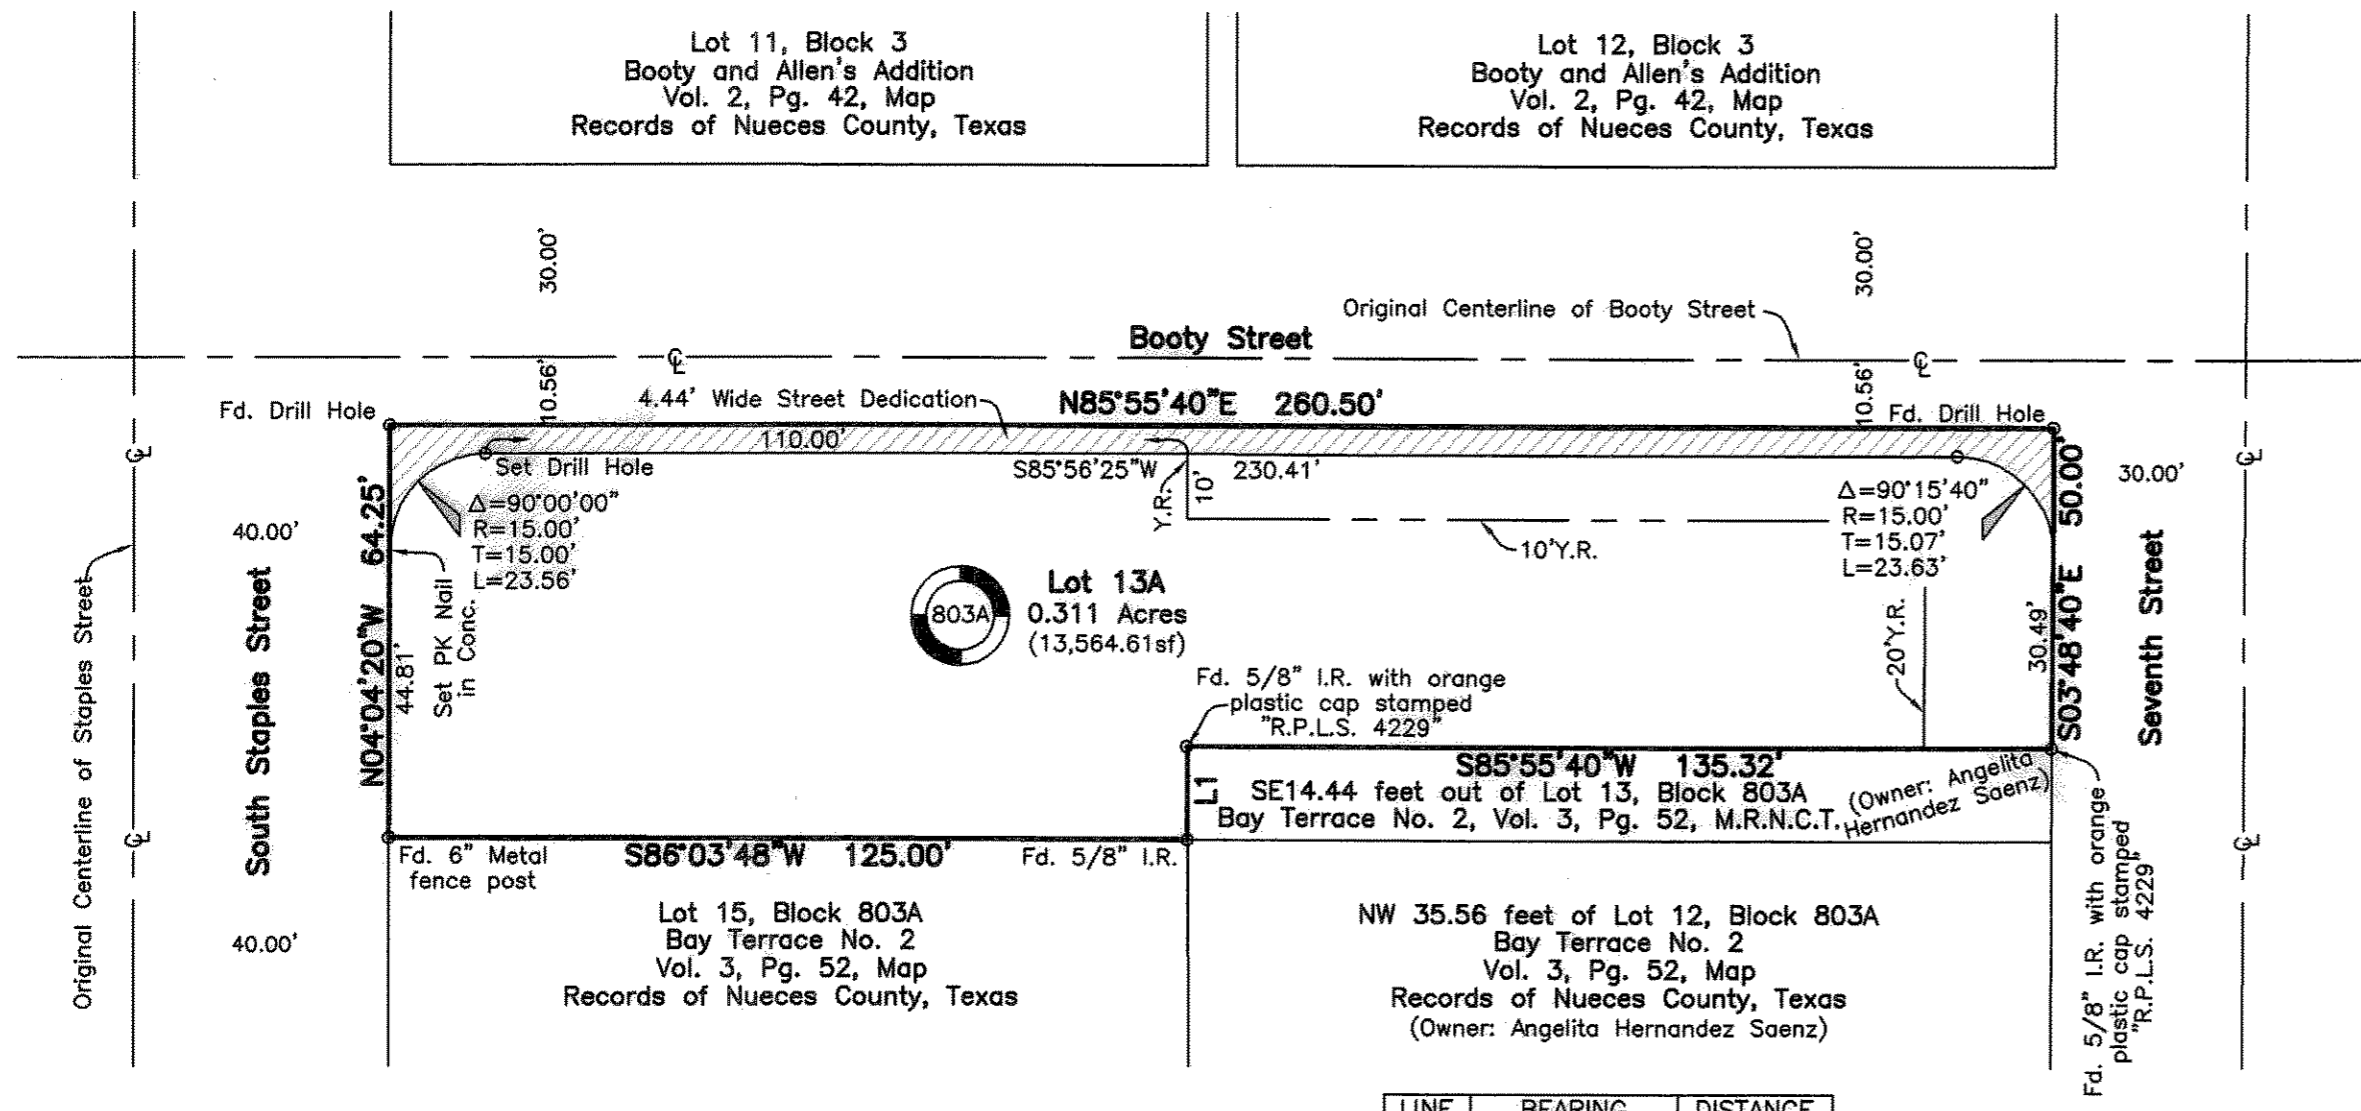 Lot 11, Block 3
Booty and Allen's Addition
Vol. 2, Pg. 42, Map
Records of Nueces County, Texas
Lot 12, Block 3
Booty and Allen's Addition
Vol. 2, Pg. 42, Map
Records of Nueces County, Texas
30.00'
30.00'
Original Centerline of Booty Street
Booty Street
℄
℄
10.56'
10.56'
4.44' Wide Street Dedication
N85°55'40"E 260.50'
Fd. Drill Hole
Fd. Drill Hole
110.00'
Set Drill Hole
S85°56'25"W 230.41'
Y.R.
10'
℄
℄
30.00'
Δ=90°00'00"
R=15.00'
T=15.00'
L=23.56'
Δ=90°15'40"
R=15.00'
T=15.07'
L=23.63'
40.00'
10'Y.R.
N04°04'20"W 64.25'
44.81'
Set PK Nail
in Conc.
803A
Lot 13A
0.311 Acres
(13,564.61sf)
20'Y.R.
30.49'
S03°48'40"E 50.00'
Seventh Street
South Staples Street
Original Centerline of Staples Street
Fd. 5/8" I.R. with orange
plastic cap stamped
"R.P.L.S. 4229"
S85°55'40"W 135.32'
L1
SE14.44 feet out of Lot 13, Block 803A
Bay Terrace No. 2, Vol. 3, Pg. 52, M.R.N.C.T.
(Owner: Angelita
Hernandez Saenz)
℄
℄
Fd. 6" Metal
fence post
S86°03'48"W 125.00'
Fd. 5/8" I.R.
40.00'
Lot 15, Block 803A
Bay Terrace No. 2
Vol. 3, Pg. 52, Map
Records of Nueces County, Texas
NW 35.56 feet of Lot 12, Block 803A
Bay Terrace No. 2
Vol. 3, Pg. 52, Map
Records of Nueces County, Texas
(Owner: Angelita Hernandez Saenz)
Fd. 5/8" I.R. with orange
plastic cap stamped
"R.P.L.S. 4229"
LINE BEARING DISTANCE